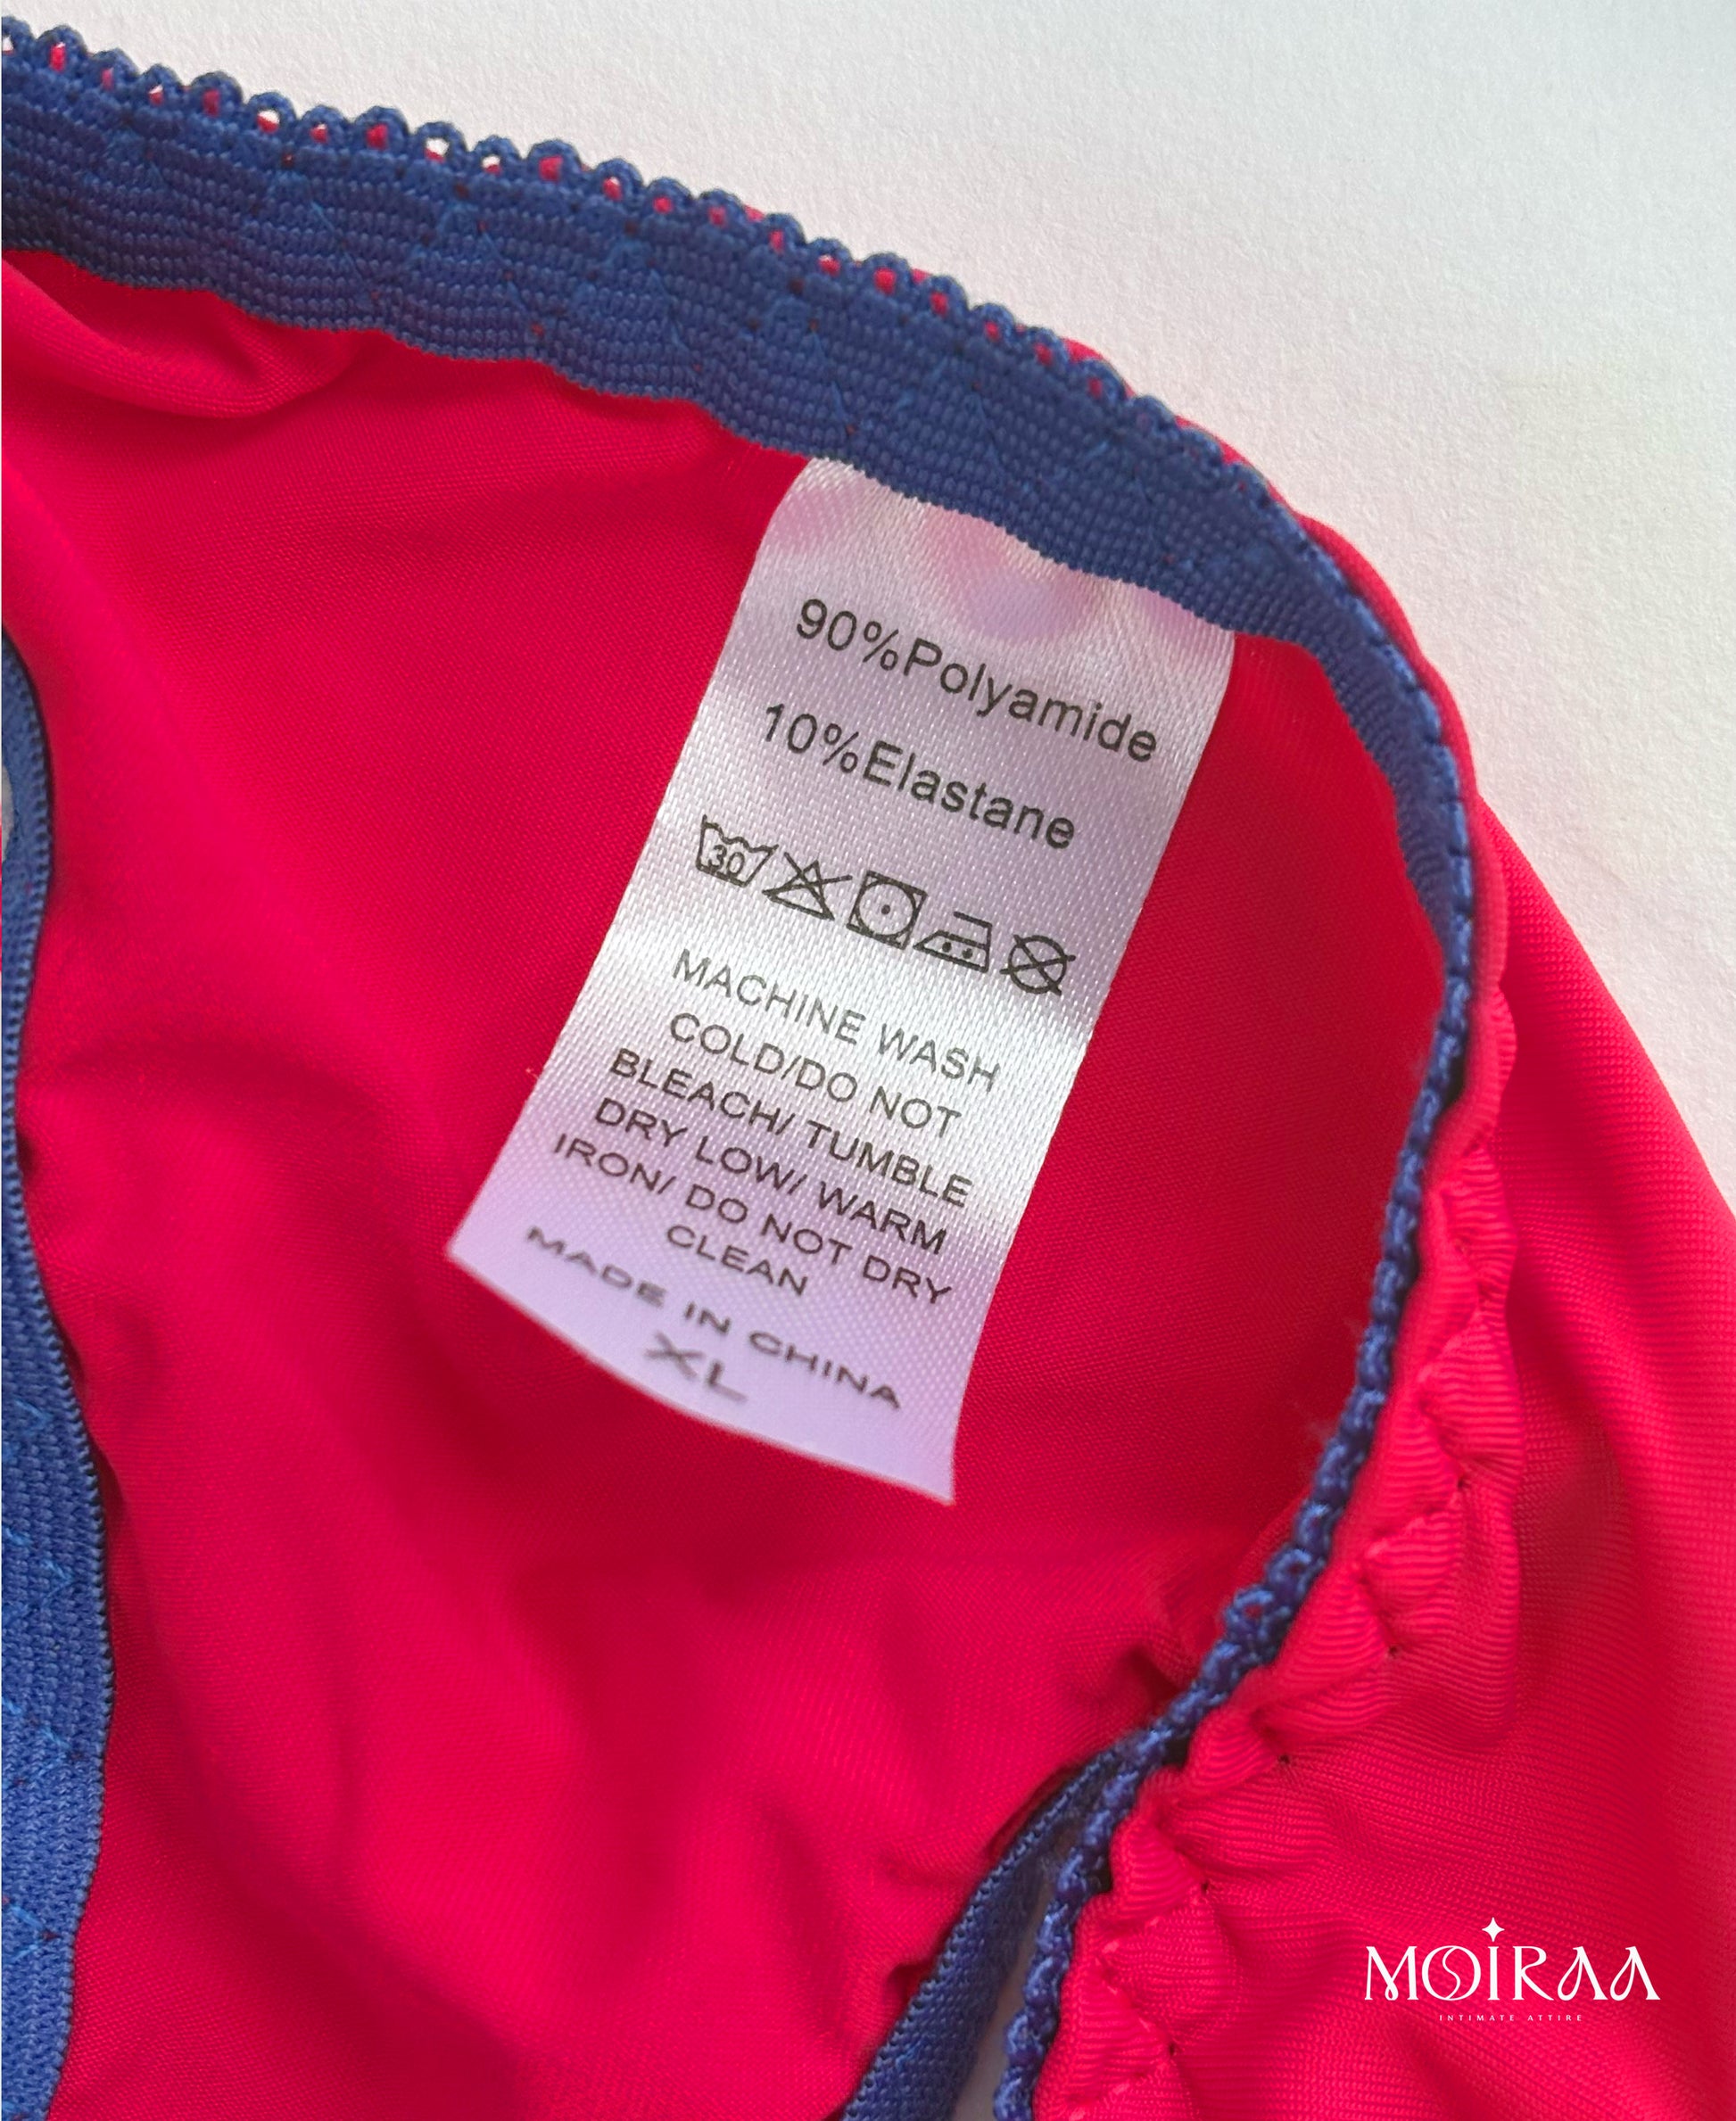 90%Polyamide
10%Elastane
30
MACHINE WASH
COLD/DO NOT
BLEACH/ TUMBLE
DRY LOW/ WARM
IRON/ DO NOT DRY
CLEAN
MADE IN CHINA
XL
MOIRAA
INTIMATE ATTIRE